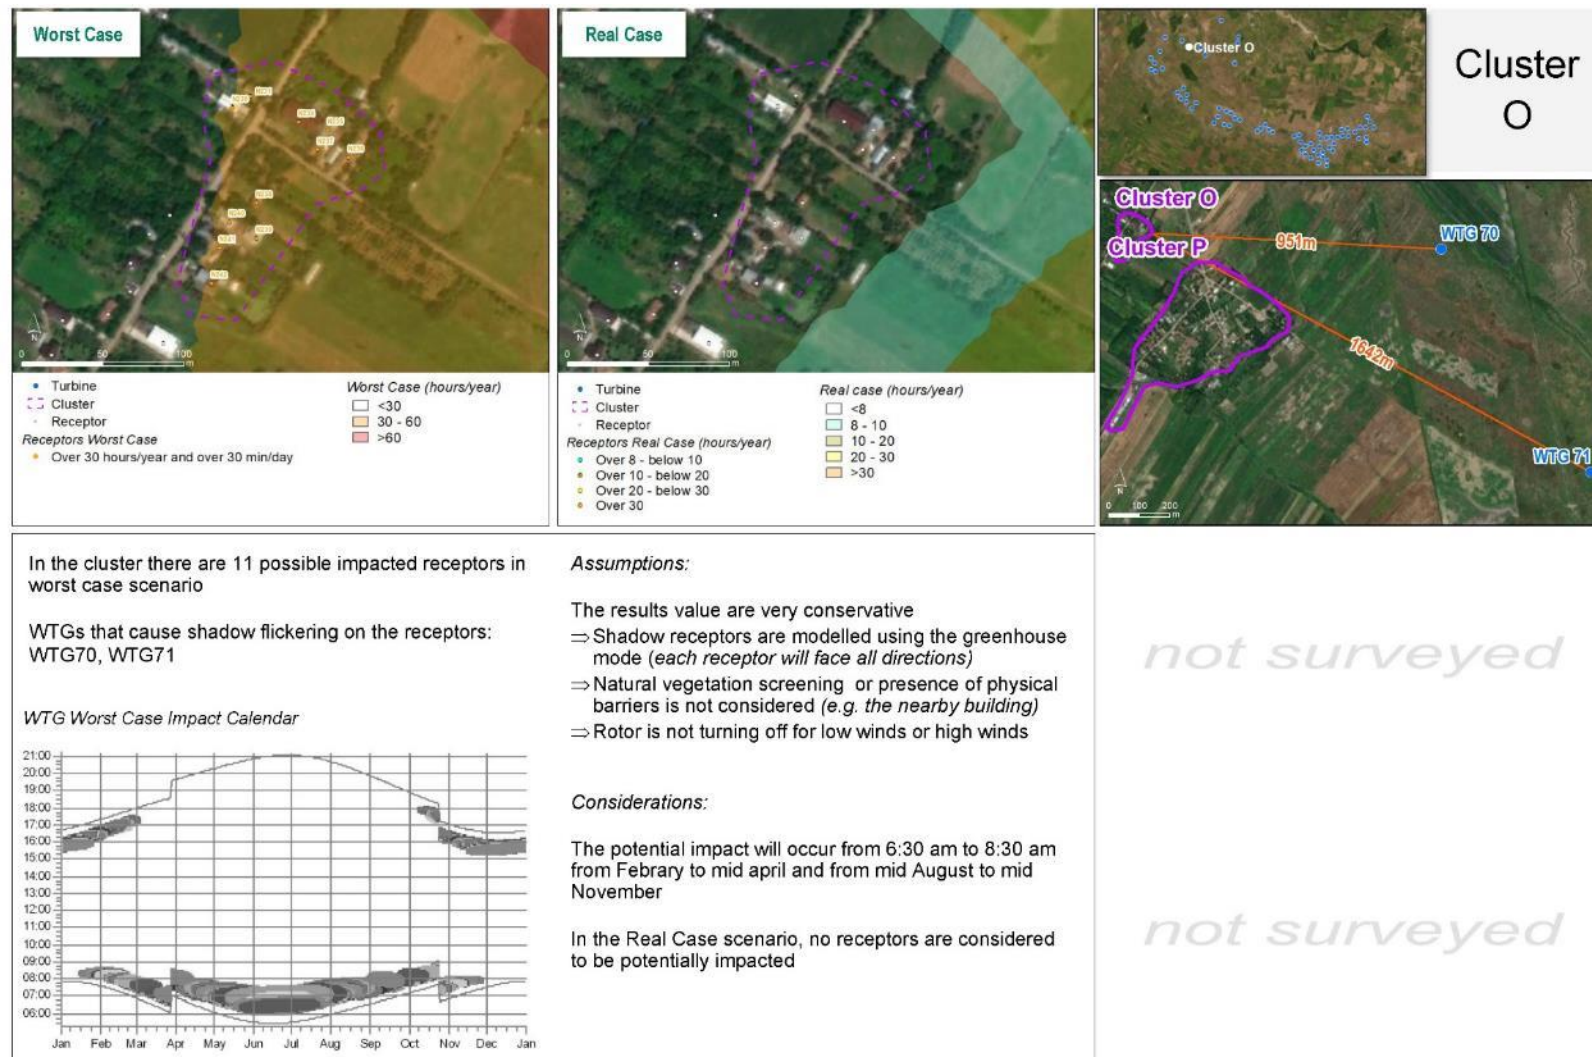 Worst Case
Real Case
Cluster O
Cluster
O
Cluster O
Cluster P
951m
WTG 70
1642m
WTG 71
N
0 50 100
m
N
0 50 100
m
N
0 100 200
m
Turbine
Cluster
Receptor
Receptors Worst Case
Over 30 hours/year and over 30 min/day
Worst Case (hours/year)
<30
30 - 60
>60
Turbine
Cluster
Receptor
Receptors Real Case (hours/year)
Over 8 - below 10
Over 10 - below 20
Over 20 - below 30
Over 30
Real case (hours/year)
<8
8 - 10
10 - 20
20 - 30
>30
In the cluster there are 11 possible impacted receptors in
worst case scenario
WTGs that cause shadow flickering on the receptors:
WTG70, WTG71
WTG Worst Case Impact Calendar
21:00
20:00
19:00
18:00
17:00
16:00
15:00
14:00
13:00
12:00
11:00
10:00
09:00
08:00
07:00
06:00
Jan Feb Mar Apr May Jun Jul Aug Sep Oct Nov Dec Jan
Assumptions:
The results value are very conservative
⇒ Shadow receptors are modelled using the greenhouse
mode (each receptor will face all directions)
⇒ Natural vegetation screening or presence of physical
barriers is not considered (e.g. the nearby building)
⇒ Rotor is not turning off for low winds or high winds
Considerations:
The potential impact will occur from 6:30 am to 8:30 am
from Febrary to mid april and from mid August to mid
November
In the Real Case scenario, no receptors are considered
to be potentially impacted
not surveyed
not surveyed